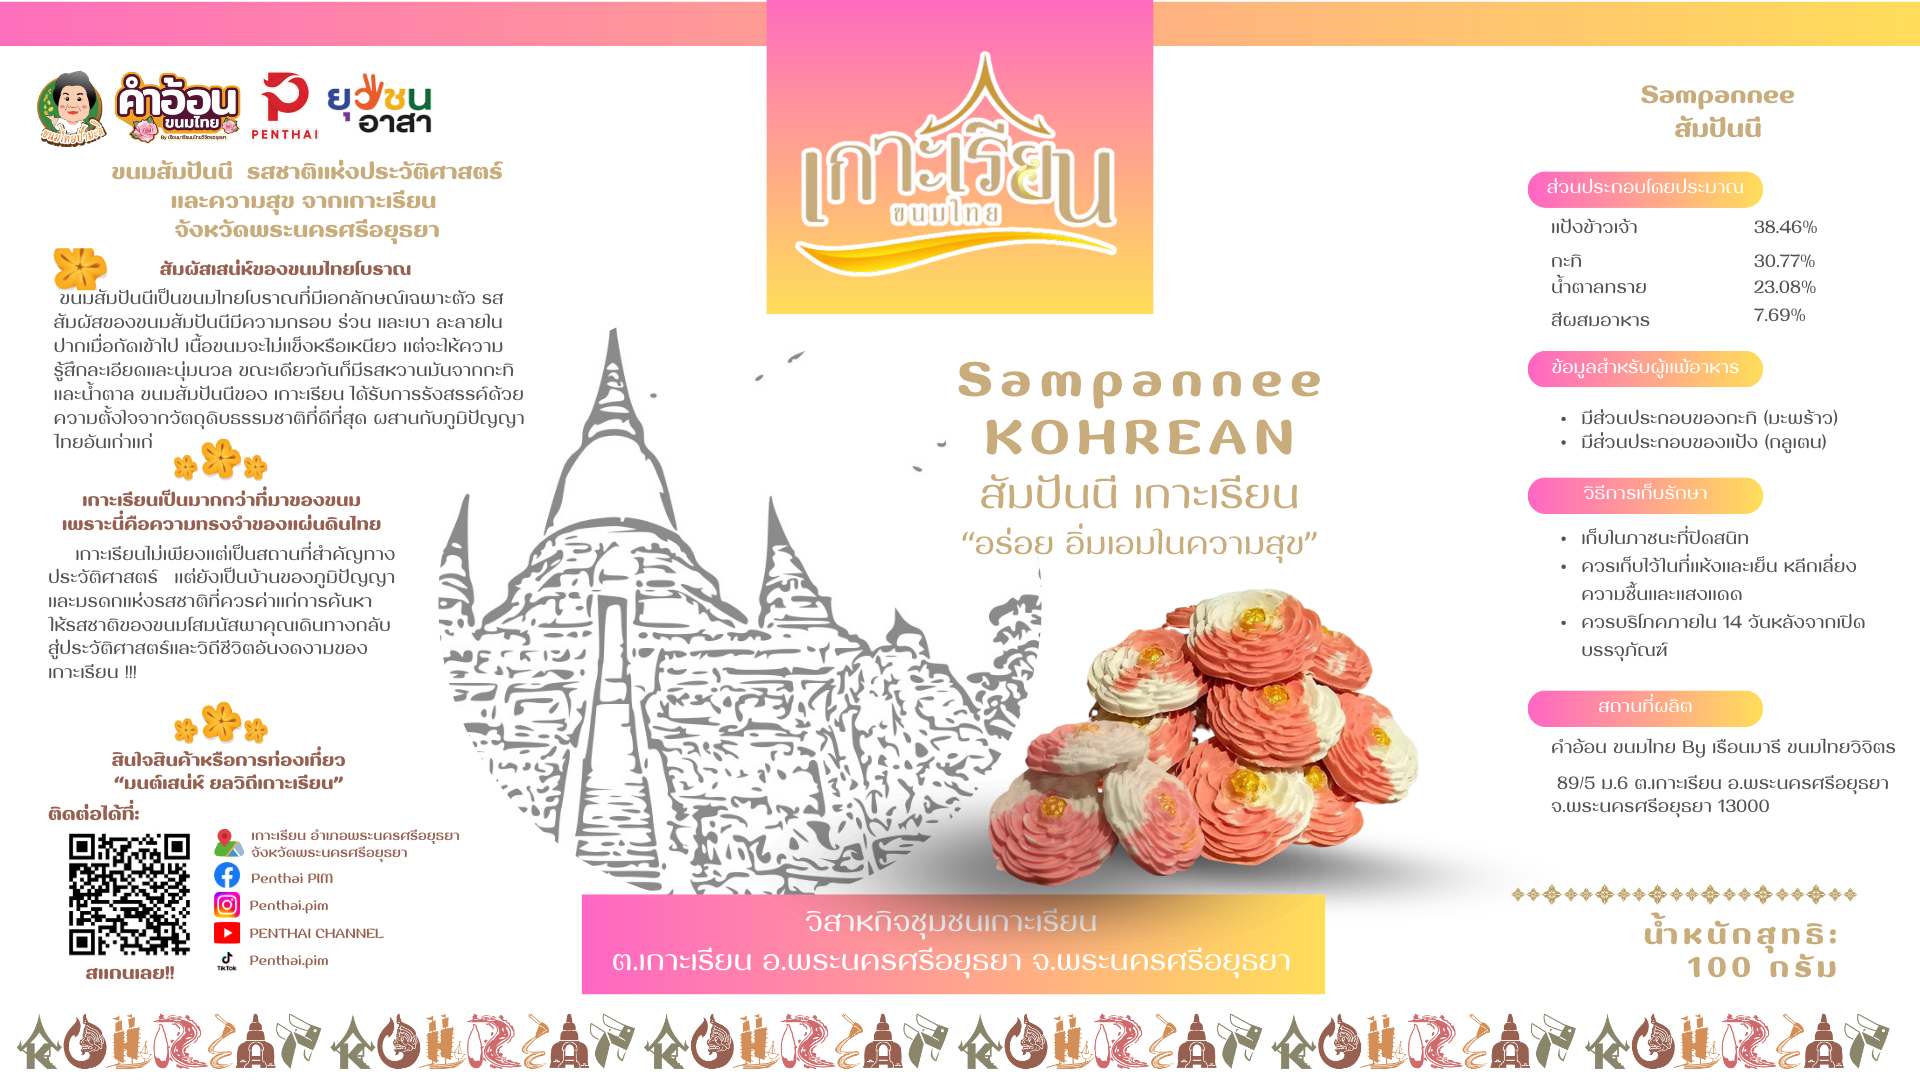 คำอ้อน
ขนมไทย
PENTHAI
ยุวชน
อาสา
ขนมสัมปันนี รสชาติแห่งประวัติศาสตร์
และความสุข จากเกาะเรียน
จังหวัดพระนครศรีอยุธยา
สัมผัสเสน่ห์ของขนมไทยโบราณ
ขนมสัมปันนีเป็นขนมไทยโบราณที่มีเอกลักษณ์เฉพาะตัว รส
สัมผัสของขนมสัมปันนีมีความกรอบ ร่วน และเบา ละลายใน
ปากเมื่อกัดเข้าไป เนื้อขนมจะไม่แข็งหรือเหนียว แต่จะให้ความ
รู้สึกละเอียดและนุ่มนวล ขณะเดียวกันก็มีรสหวานมันจากกะทิ
และน้ำตาล ขนมสัมปันนีของ เกาะเรียน ได้รับการรังสรรค์ด้วย
ความตั้งใจจากวัตถุดิบธรรมชาติที่ดีที่สุด ผสานกับภูมิปัญญา
ไทยอันเก่าแก่
เกาะเรียนเป็นมากกว่าที่มาของขนม
เพราะนี่คือความทรงจำของแผ่นดินไทย
เกาะเรียนไม่เพียงแต่เป็นสถานที่สำคัญทาง
ประวัติศาสตร์ แต่ยังเป็นบ้านของภูมิปัญญา
และมรดกแห่งรสชาติที่ควรค่าแก่การค้นหา
ให้รสชาติของขนมโสมนัสพาคุณเดินทางกลับ
สู่ประวัติศาสตร์และวิถีชีวิตอันงดงามของ
เกาะเรียน !!!
สินใจสินค้าหรือการท่องเที่ยว
“มนต์เสน่ห์ ยลวิถีเกาะเรียน”
ติดต่อได้ที่:
เกาะเรียน อำเภอพระนครศรีอยุธยา
จังหวัดพระนครศรีอยุธยา
Penthai PIM
Penthai.pim
PENTHAI CHANNEL
TikTok
Penthai.pim
สแกนเลย!!
เกาะเรียน
ขนมไทย
Sampannee
KOHREAN
สัมปันนี เกาะเรียน
“อร่อย อิ่มเอมในความสุข”
วิสาหกิจชุมชนเกาะเรียน
ต.เกาะเรียน อ.พระนครศรีอยุธยา จ.พระนครศรีอยุธยา
Sampannee
สัมปันนี
ส่วนประกอบโดยประมาณ
แป้งข้าวเจ้า 38.46%
กะทิ 30.77%
น้ำตาลทราย 23.08%
สีผสมอาหาร 7.69%
ข้อมูลสำหรับผู้แพ้อาหาร
• มีส่วนประกอบของกะทิ (มะพร้าว)
• มีส่วนประกอบของแป้ง (กลูเตน)
วิธีการเก็บรักษา
• เก็บในภาชนะที่ปิดสนิท
• ควรเก็บไว้ในที่แห้งและเย็น หลีกเลี่ยง
ความชื้นและแสงแดด
• ควรบริโภคภายใน 14 วันหลังจากเปิด
บรรจุภัณฑ์
สถานที่ผลิต
คำอ้อน ขนมไทย By เรือนมารี ขนมไทยวิจิตร
89/5 ม.6 ต.เกาะเรียน อ.พระนครศรีอยุธยา
จ.พระนครศรีอยุธยา 13000
น้ำหนักสุทธิ:
100 กรัม
KOHREAN KOHREAN KOHREAN KOHREAN KOHREAN KOHREAN